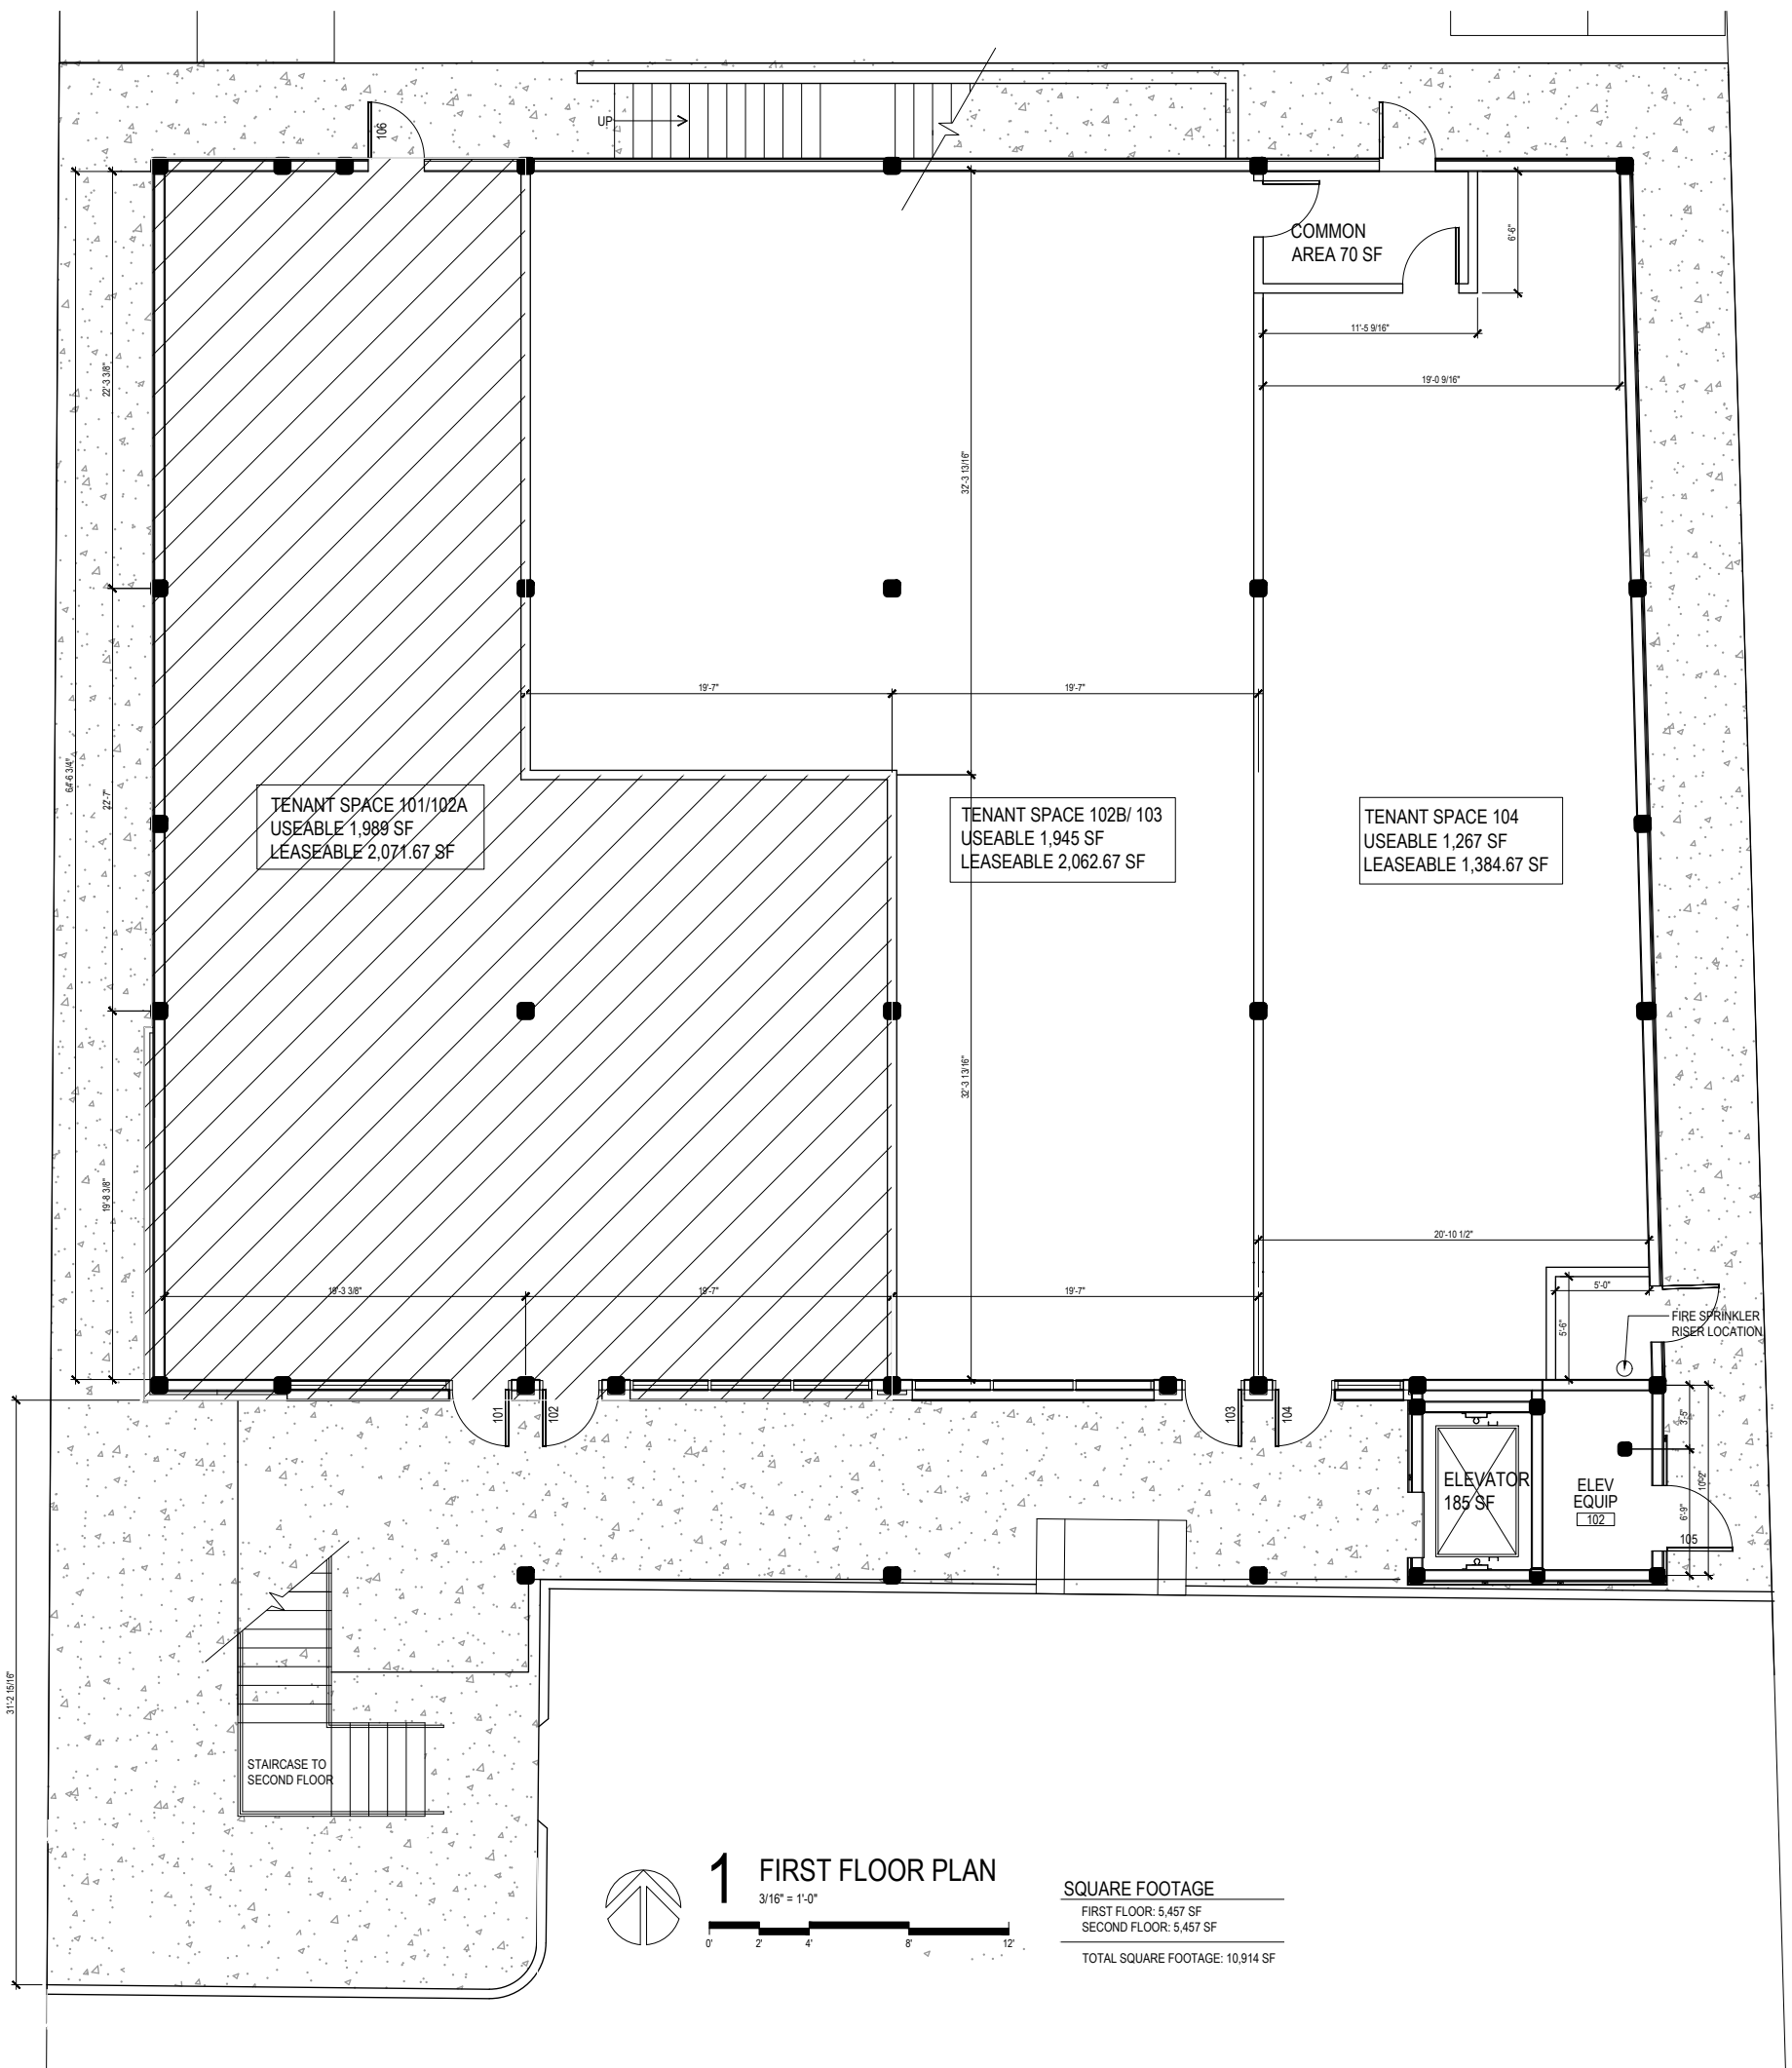 UP
106
COMMON
AREA 70 SF
6'-6"
11'-5 9/16"
19'-0 9/16"
22'-3 3/8"
32'-3 13/16"
19'-7"
19'-7"
64'-6 3/4"
22'-7"
TENANT SPACE 101/102A
USEABLE 1,989 SF
LEASEABLE 2,071.67 SF
TENANT SPACE 102B/ 103
USEABLE 1,945 SF
LEASEABLE 2,062.67 SF
TENANT SPACE 104
USEABLE 1,267 SF
LEASEABLE 1,384.67 SF
32'-3 13/16"
19'-8 3/8"
20'-10 1/2"
19'-3 3/8"
19'-7"
19'-7"
5'-0"
5'-6"
FIRE SPRINKLER
RISER LOCATION
101
102
103
104
3'-5"
10'-2"
6'-9"
ELEVATOR
185 SF
ELEV
EQUIP
102
105
31'-2 15/16"
STAIRCASE TO
SECOND FLOOR
1 FIRST FLOOR PLAN
3/16" = 1'-0"
0' 2' 4' 8' 12'
SQUARE FOOTAGE
FIRST FLOOR: 5,457 SF
SECOND FLOOR: 5,457 SF
TOTAL SQUARE FOOTAGE: 10,914 SF